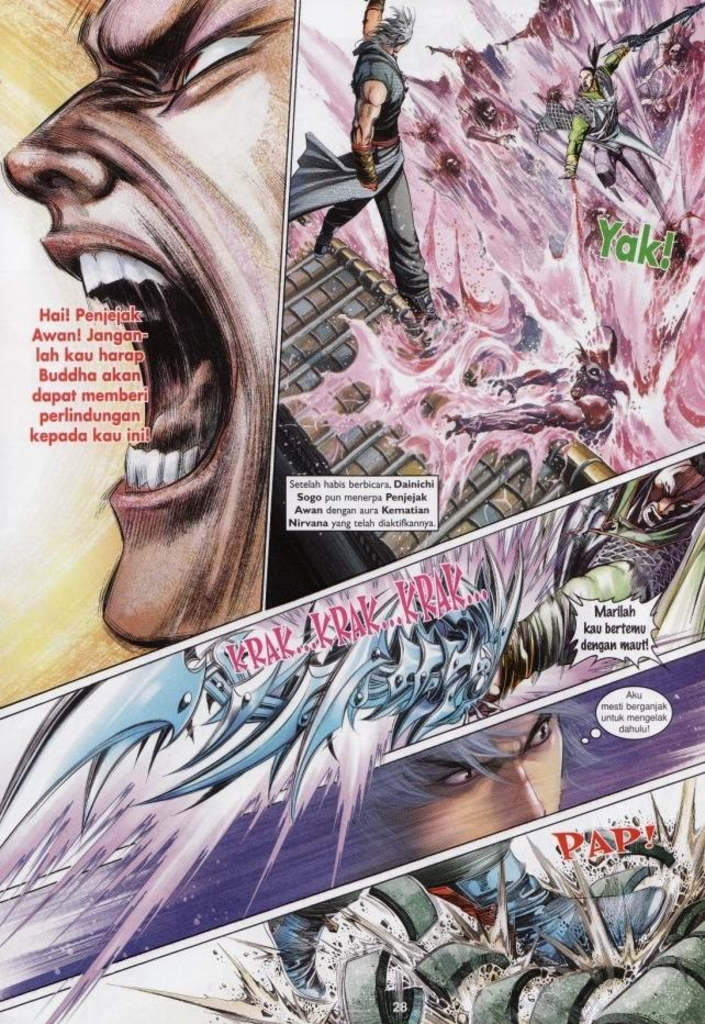 Yak!
Hai! Penjejak
Awan! Jangan-
lah kau harap
Buddha akan
dapat memberi
perlindungan
kepada kau ini!
Setelah habis berbicara, Dainichi
Sogo pun menerpa Penjejak
Awan dengan aura Kematian
Nirvana yang telah diaktifkannya.
KRAK...KRAK...KRAK...
Marilah
kau bertemu
dengan maut!
Aku
mesti berganjak
untuk mengelak
dahulu!
PAP!
28